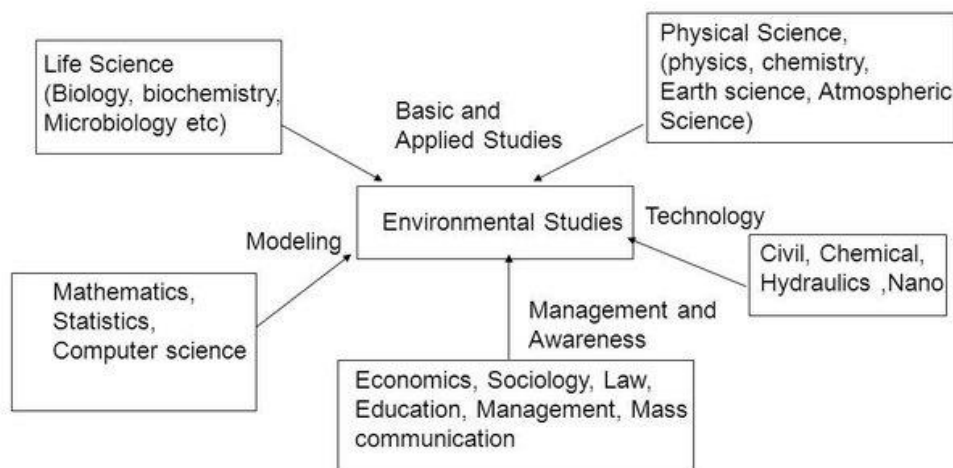 Life Science
(Biology, biochemistry,
Microbiology etc)
Basic and
Applied Studies
Physical Science,
(physics, chemistry,
Earth science, Atmospheric
Science)
Environmental Studies
Technology
Modeling
Civil, Chemical,
Hydraulics ,Nano
Mathematics,
Statistics,
Computer science
Management and
Awareness
Economics, Sociology, Law,
Education, Management, Mass
communication